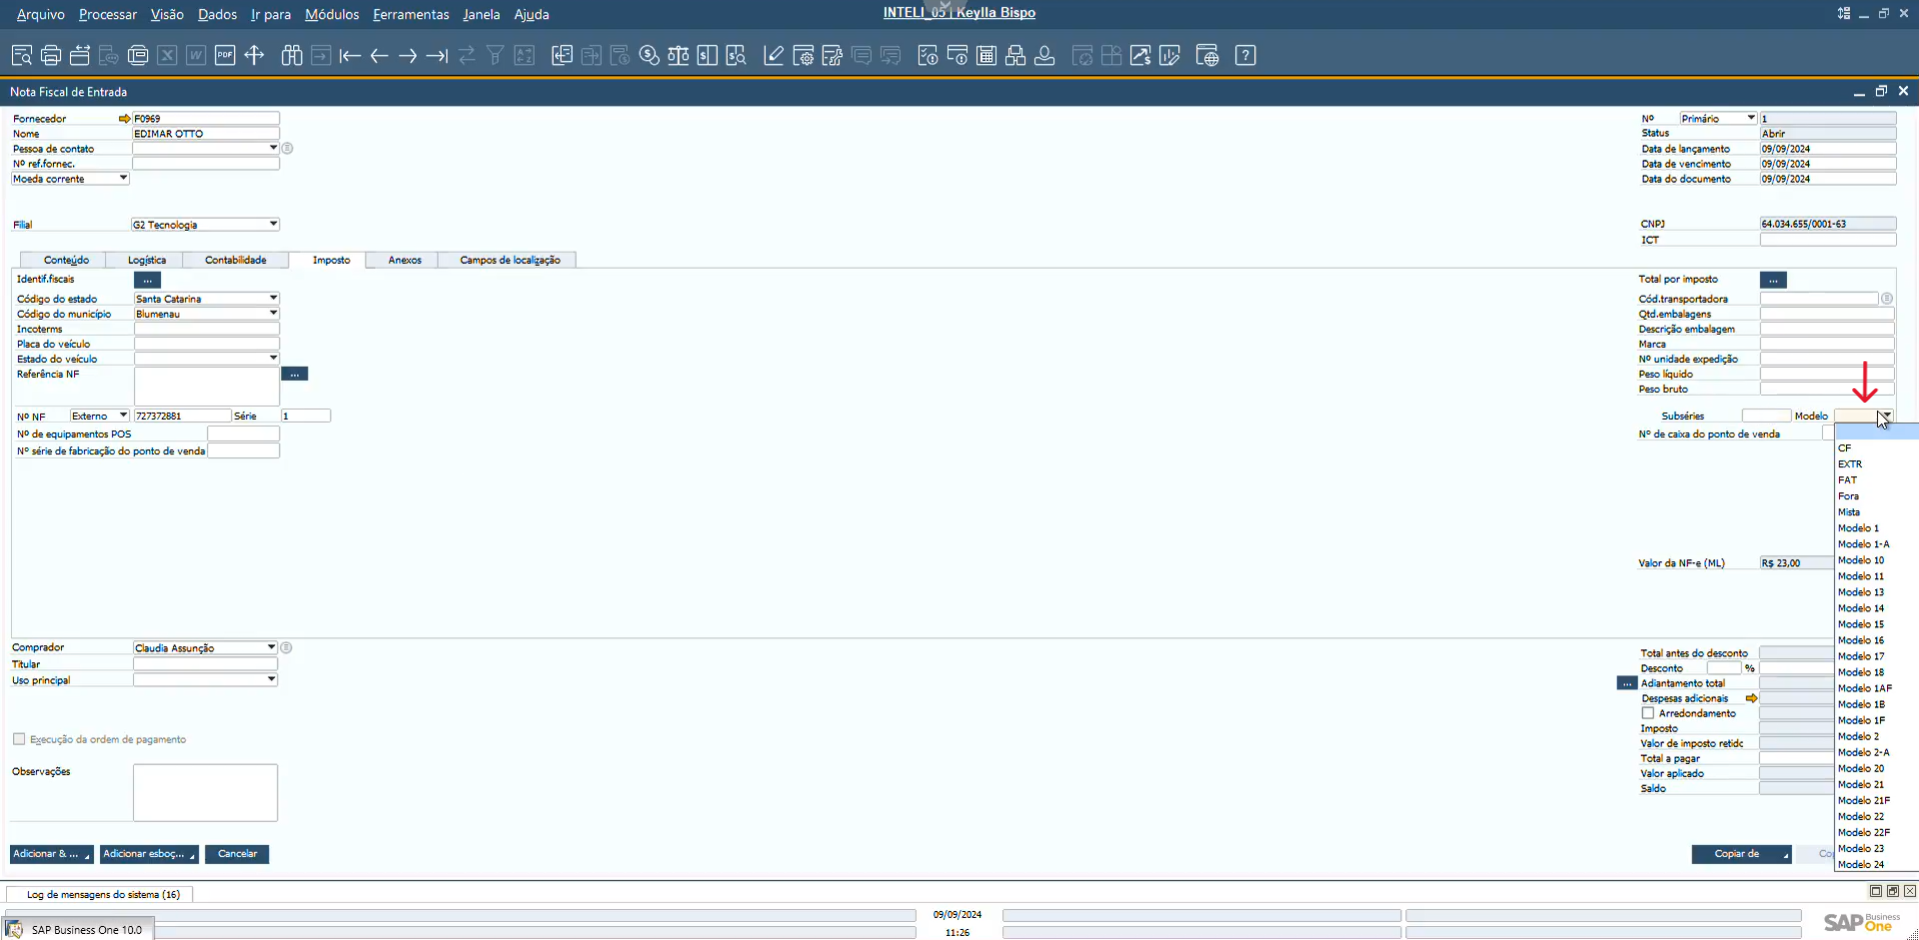 Arquivo Processar Visão Dados Ir para Módulos Ferramentas Janela Ajuda
INTELI_05 | Keylla Bispo
Nota Fiscal de Entrada
Fornecedor F0969
Nome EDIMAR OTTO
Pessoa de contato
Nº ref.fornec.
Moeda corrente
Filial G2 Tecnologia
Nº Primário 1
Status Abrir
Data de lançamento 09/09/2024
Data de vencimento 09/09/2024
Data do documento 09/09/2024
CNPJ 64.034.655/0001-63
ICT
Conteúdo Logística Contabilidade Imposto Anexos Campos de localização
Identif.fiscais ...
Código do estado Santa Catarina
Código do município Blumenau
Incoterms
Placa do veículo
Estado do veículo
Referência NF ...
Nº NF Externo 727372881 Série 1
Nº de equipamentos POS
Nº série de fabricação do ponto de venda
Total por imposto ...
Cód.transportadora
Qtd.embalagens
Descrição embalagem
Marca
Nº unidade expedição
Peso líquido
Peso bruto
Subséries Modelo
Nº de caixa do ponto de venda
Valor da NF-e (ML) R$ 23,00
CF
EXTR
FAT
Fora
Mista
Modelo 1
Modelo 1-A
Modelo 10
Modelo 11
Modelo 13
Modelo 14
Modelo 15
Modelo 16
Modelo 17
Modelo 18
Modelo 1AF
Modelo 1B
Modelo 1F
Modelo 2
Modelo 2-A
Modelo 20
Modelo 21
Modelo 21F
Modelo 22
Modelo 22F
Modelo 23
Modelo 24
Comprador Claudia Assunção
Titular
Uso principal
Execução da ordem de pagamento
Observações
Total antes do desconto
Desconto %
... Adiantamento total
Despesas adicionais
Arredondamento
Imposto
Valor de imposto retidc
Total a pagar
Valor aplicado
Saldo
Adicionar & ... Adicionar esboç... Cancelar
Copiar de Co
Log de mensagens do sistema (16)
09/09/2024
11:26
SAP Business One 10.0
SAP Business One